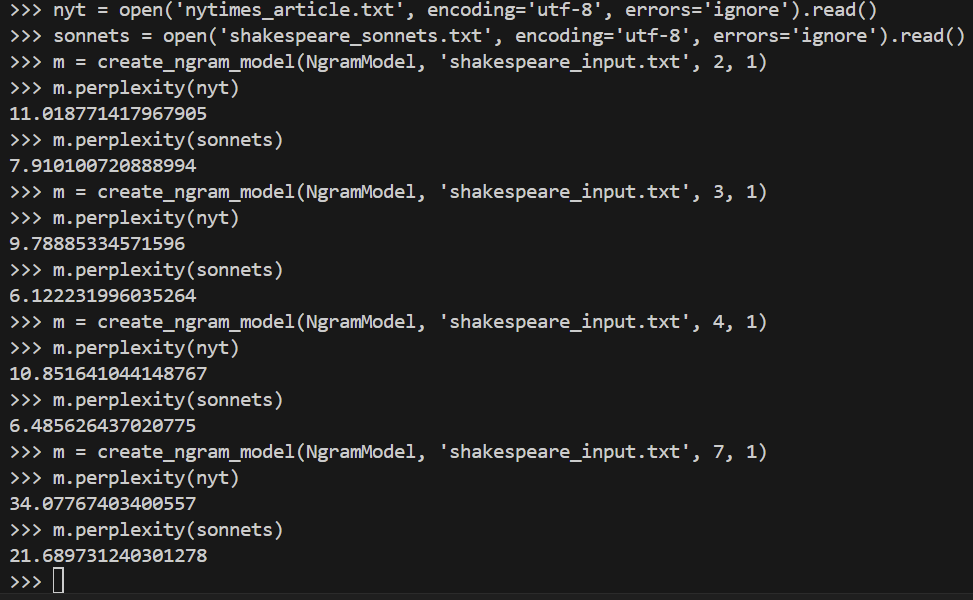 >>> nyt = open('nytimes_article.txt', encoding='utf-8', errors='ignore').read()
>>> sonnets = open('shakespeare_sonnets.txt', encoding='utf-8', errors='ignore').read()
>>> m = create_ngram_model(NgramModel, 'shakespeare_input.txt', 2, 1)
>>> m.perplexity(nyt)
11.018771417967905
>>> m.perplexity(sonnets)
7.910100720888994
>>> m = create_ngram_model(NgramModel, 'shakespeare_input.txt', 3, 1)
>>> m.perplexity(nyt)
9.78885334571596
>>> m.perplexity(sonnets)
6.122231996035264
>>> m = create_ngram_model(NgramModel, 'shakespeare_input.txt', 4, 1)
>>> m.perplexity(nyt)
10.851641044148767
>>> m.perplexity(sonnets)
6.485626437020775
>>> m = create_ngram_model(NgramModel, 'shakespeare_input.txt', 7, 1)
>>> m.perplexity(nyt)
34.07767403400557
>>> m.perplexity(sonnets)
21.689731240301278
>>>